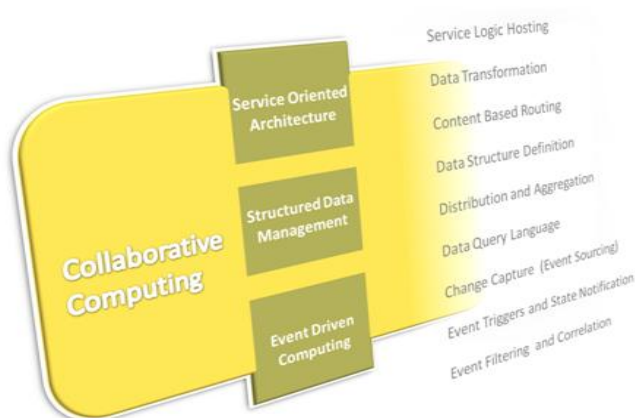 Collaborative
Computing
Service Oriented
Architecture
Structured Data
Management
Event Driven
Computing
Service Logic Hosting
Data Transformation
Content Based Routing
Data Structure Definition
Distribution and Aggregation
Data Query Language
Change Capture (Event Sourcing)
Event Triggers and State Notification
Event Filtering and Correlation